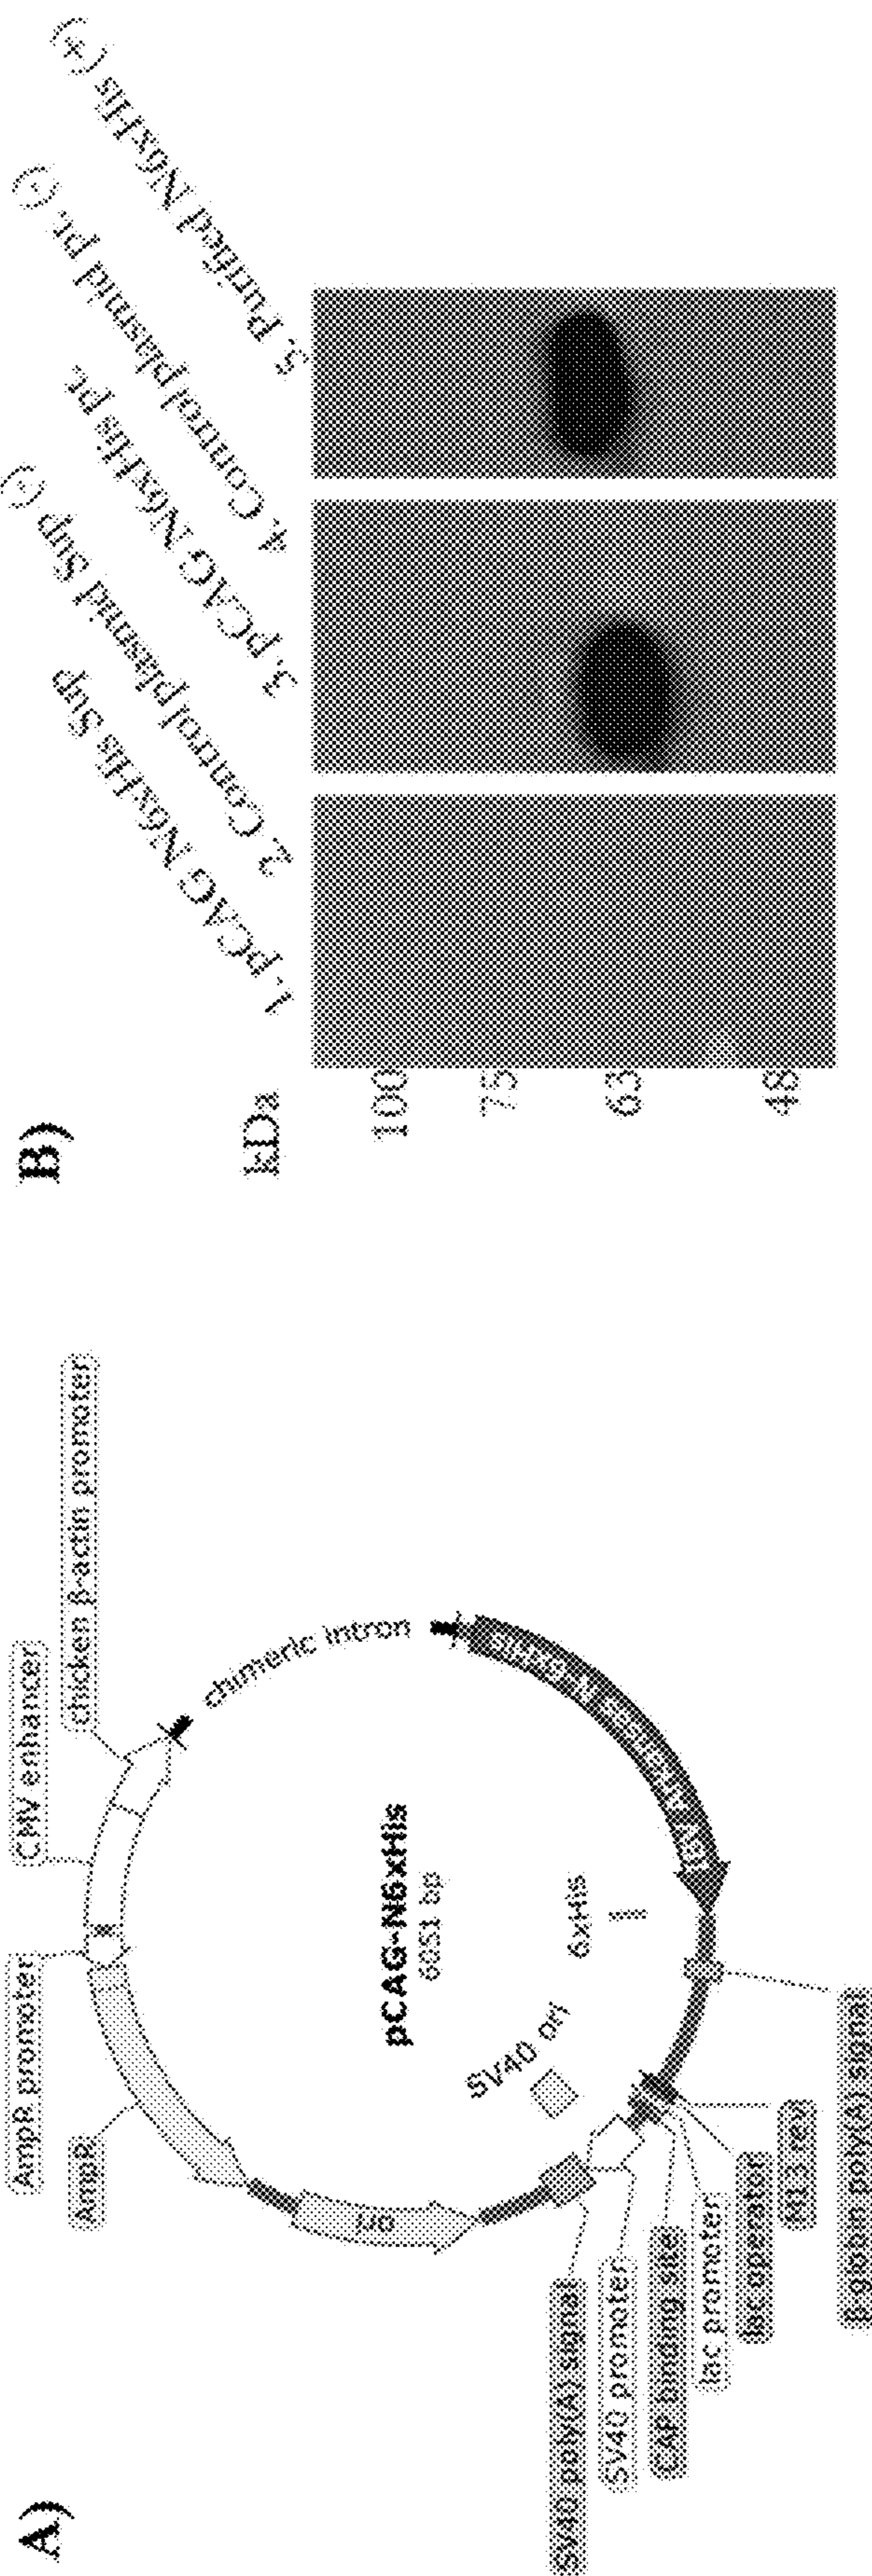 A)
AmpR promoter
CMV enhancer
chicken β-actin promoter
AmpR
chimeric intron
ori
pCAG-N6xHis
6051 bp
SV40 ori
6xHis
SV40 poly(A) signal
SV40 promoter
CAP binding site
lac promoter
lac operator
M13 rev
β-globin poly(A) signal
B)
kDa
1. pCAG N6xHis Sup
2. Control plasmid Sup (-)
3. pCAG N6xHis pt.
4. Control plasmid pt. (-)
5. Purified N6xHis (+)
100
75
63
48